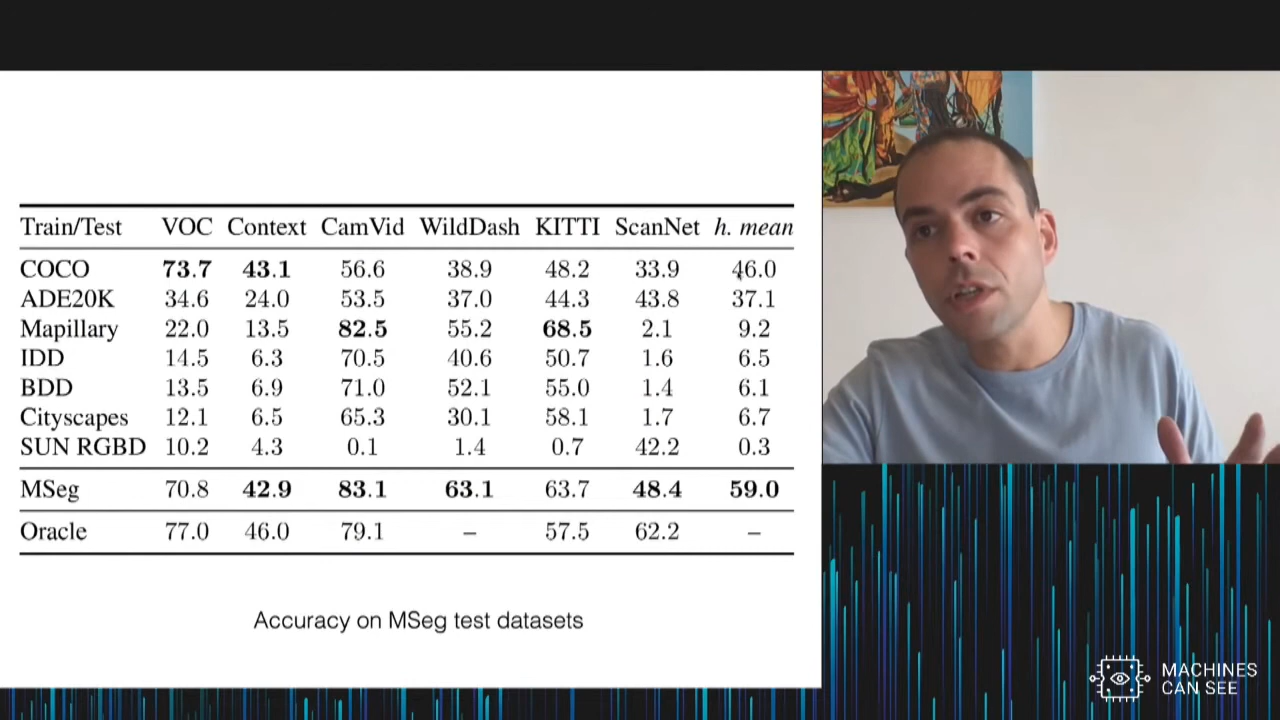 Train/Test VOC Context CamVid WildDash KITTI ScanNet h. mean
COCO 73.7 43.1 56.6 38.9 48.2 33.9 46.0
ADE20K 34.6 24.0 53.5 37.0 44.3 43.8 37.1
Mapillary 22.0 13.5 82.5 55.2 68.5 2.1 9.2
IDD 14.5 6.3 70.5 40.6 50.7 1.6 6.5
BDD 13.5 6.9 71.0 52.1 55.0 1.4 6.1
Cityscapes 12.1 6.5 65.3 30.1 58.1 1.7 6.7
SUN RGBD 10.2 4.3 0.1 1.4 0.7 42.2 0.3
MSeg 70.8 42.9 83.1 63.1 63.7 48.4 59.0
Oracle 77.0 46.0 79.1 – 57.5 62.2 –
Accuracy on MSeg test datasets
MACHINES
CAN SEE